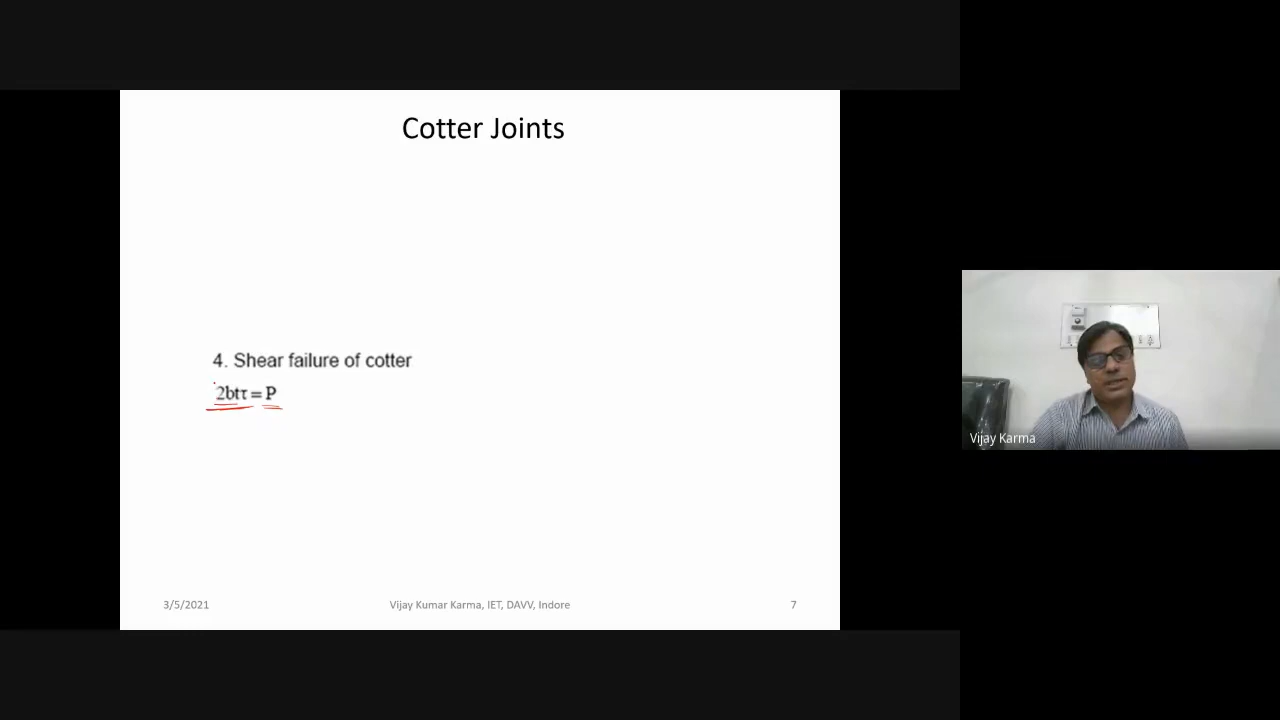 Cotter Joints
4. Shear failure of cotter
2btτ = P
3/5/2021
Vijay Kumar Karma, IET, DAVV, Indore
7
Vijay Karma